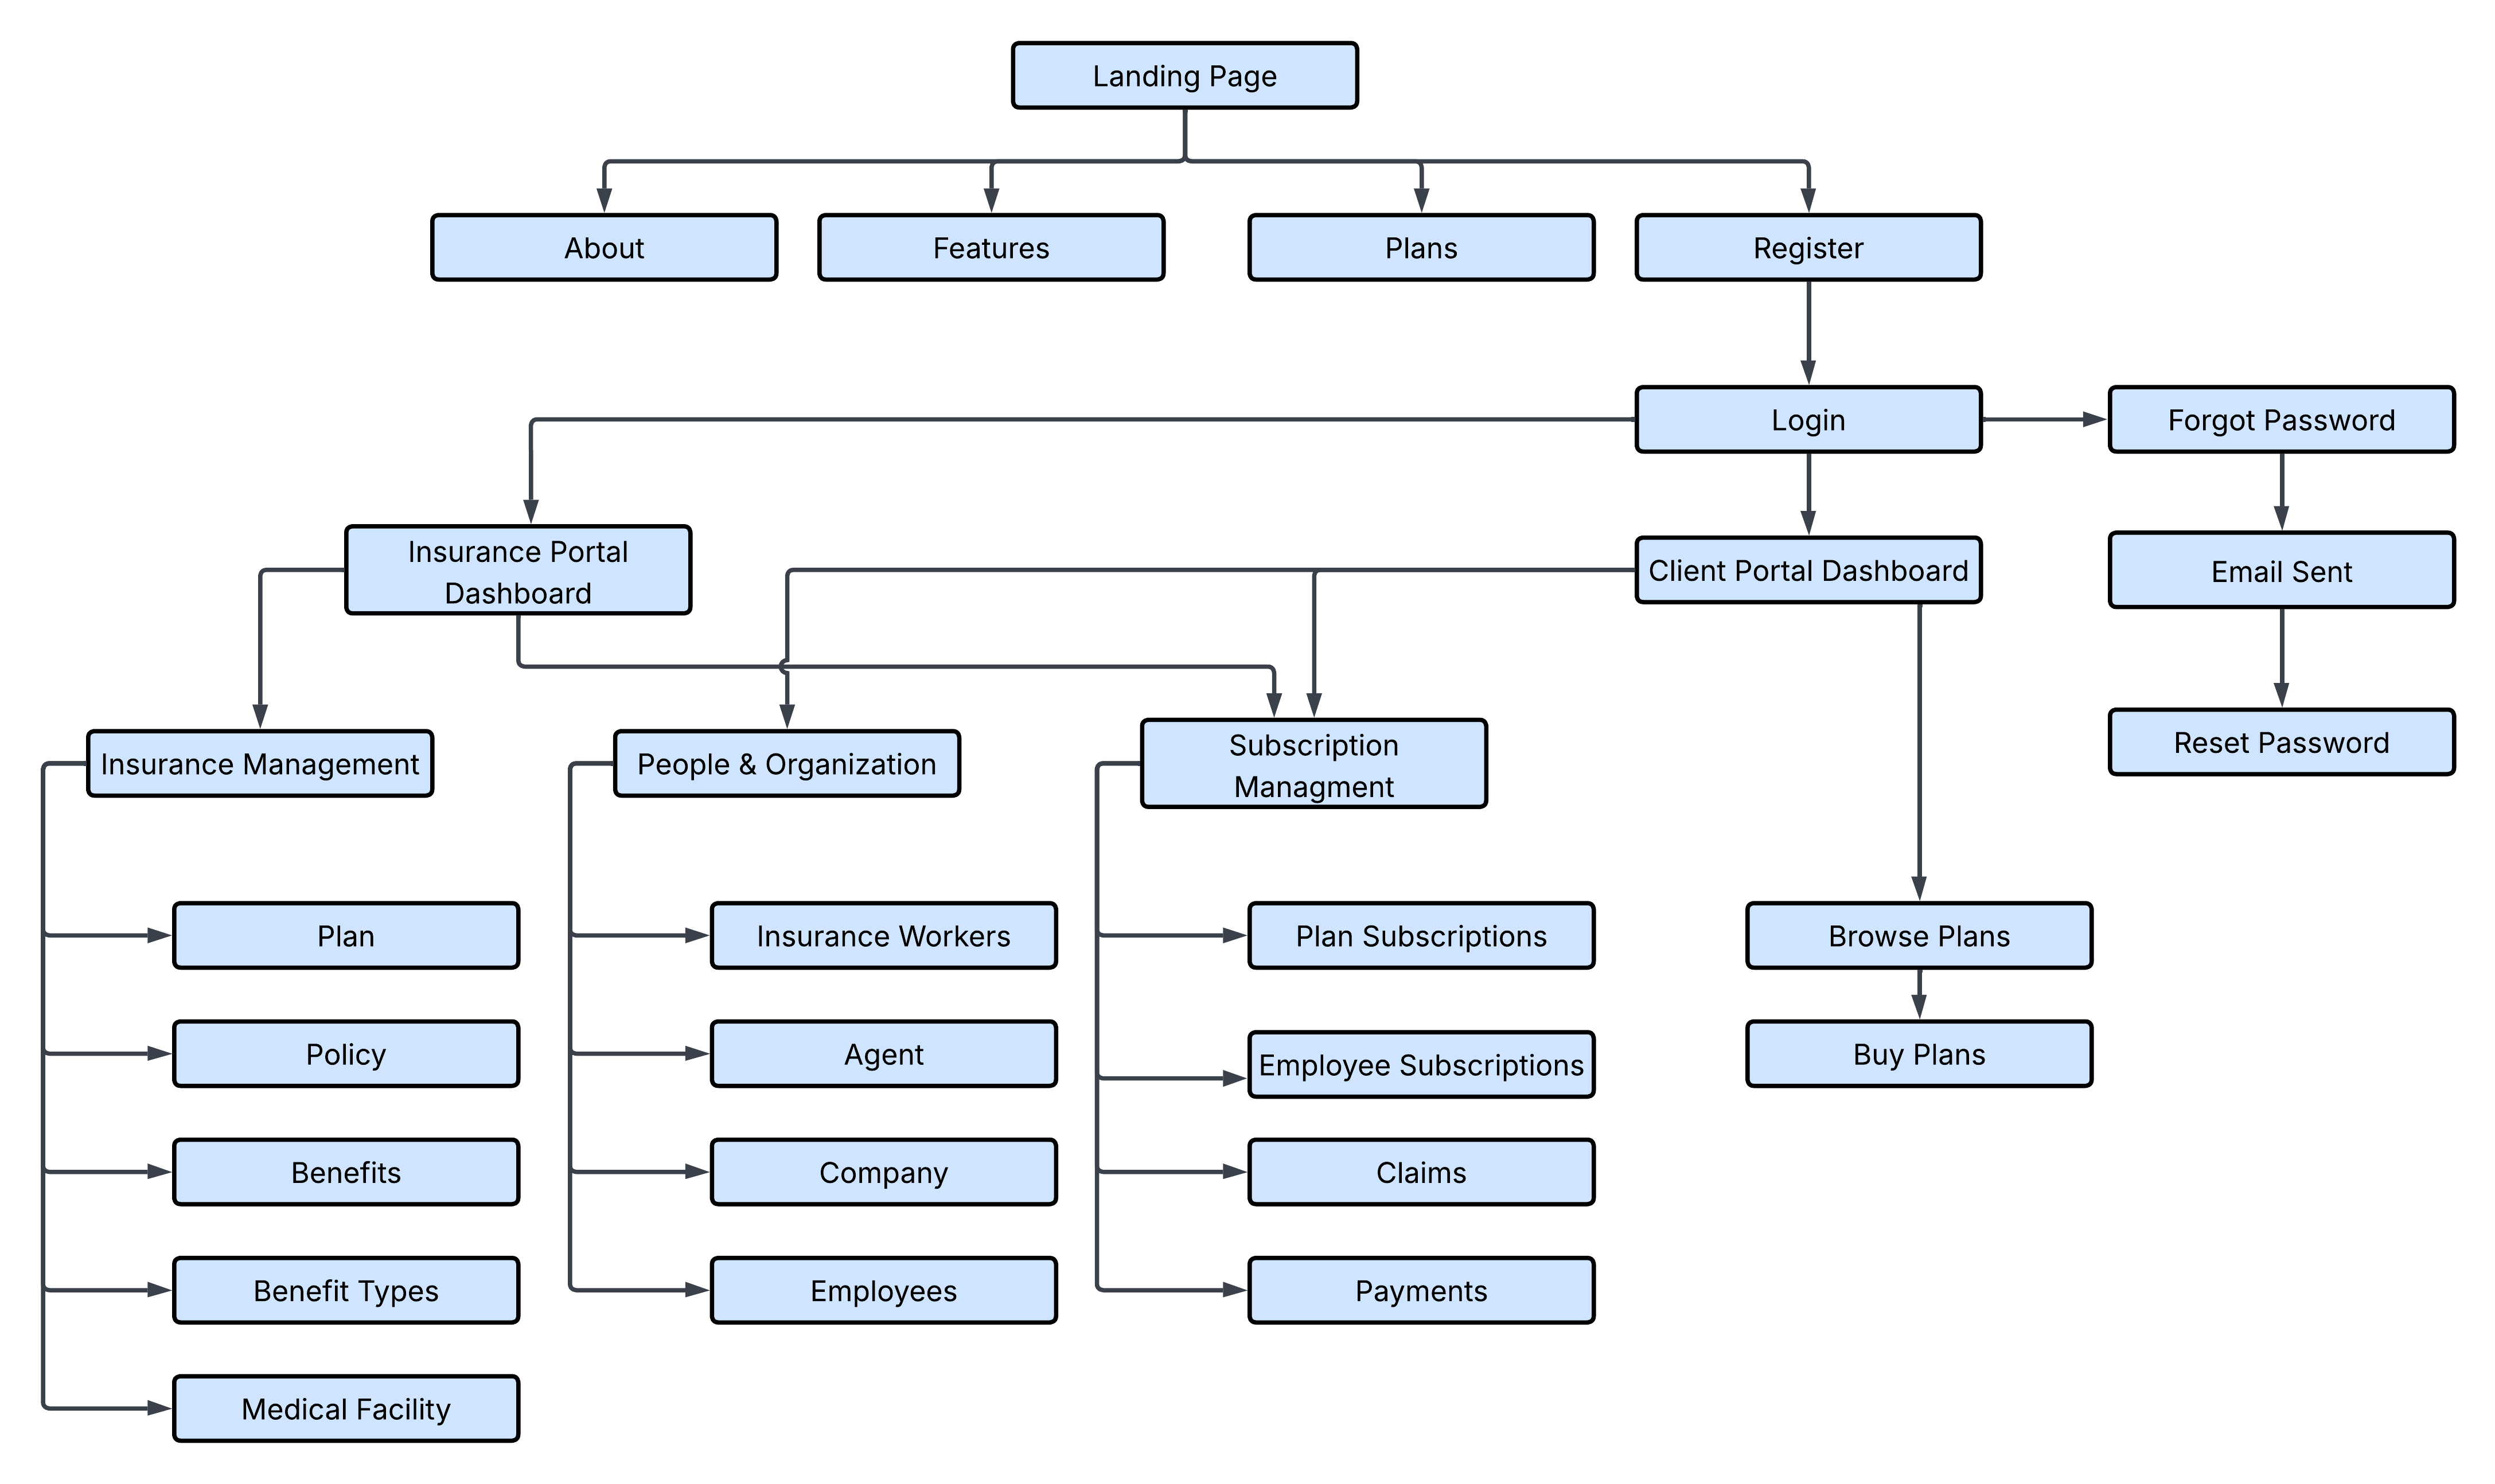 Landing Page
About
Features
Plans
Register
Login
Forgot Password
Insurance Portal
Dashboard
Client Portal Dashboard
Email Sent
Insurance Management
People & Organization
Subscription
Managment
Reset Password
Plan
Insurance Workers
Plan Subscriptions
Browse Plans
Policy
Agent
Employee Subscriptions
Buy Plans
Benefits
Company
Claims
Benefit Types
Employees
Payments
Medical Facility